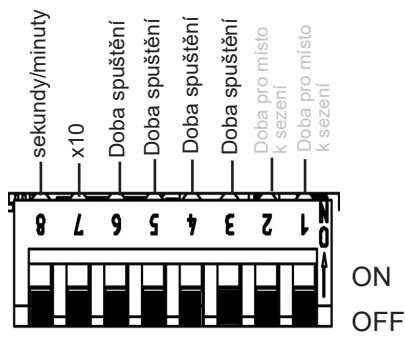 sekundy/minuty
x10
Doba spuštění
Doba spuštění
Doba spuštění
Doba spuštění
Doba pro místo
k sezení
Doba pro místo
k sezení
8 7 6 5 4 3 2 1
ON
ON
OFF